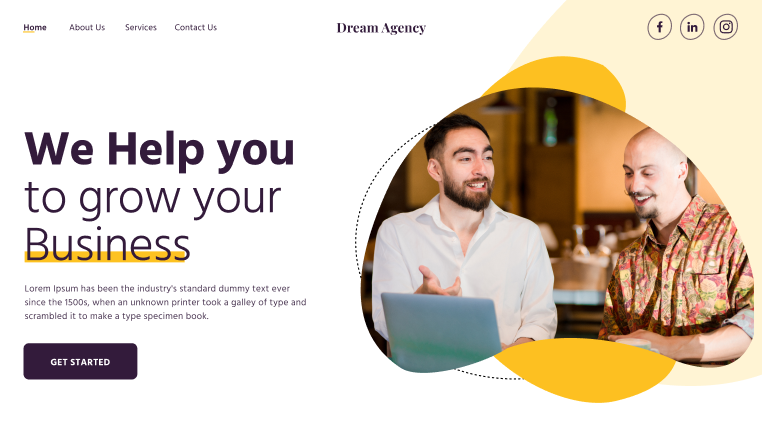 Home About Us Services Contact Us Dream Agency
We Help you
to grow your
Business
Lorem Ipsum has been the industry's standard dummy text ever
since the 1500s, when an unknown printer took a galley of type and
scrambled it to make a type specimen book.
GET STARTED